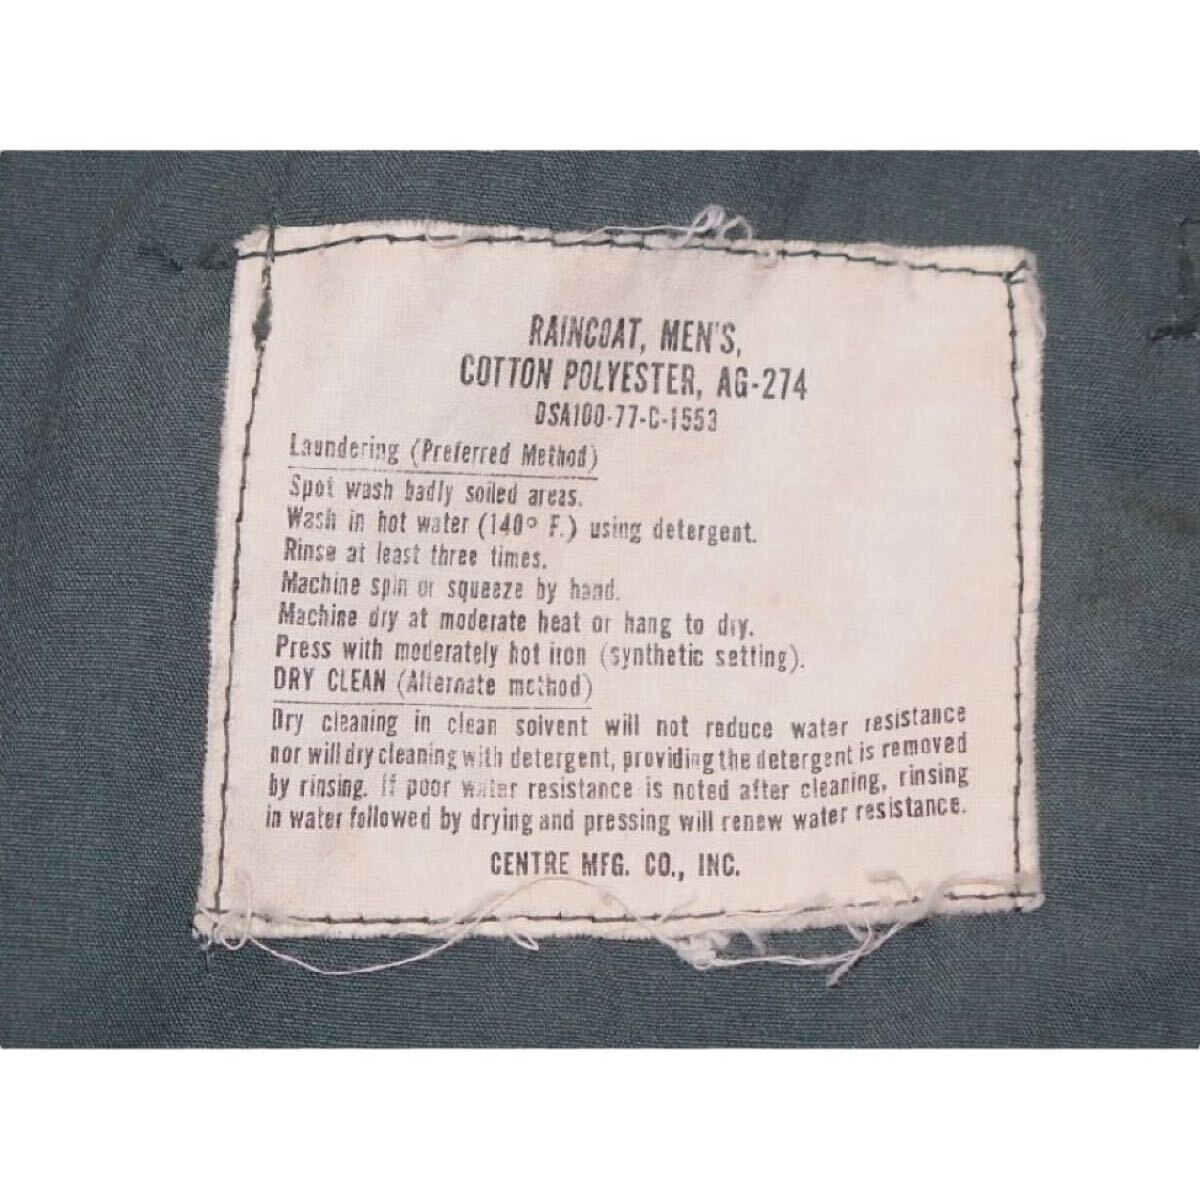 RAINCOAT, MEN'S,
COTTON POLYESTER, AG-274
DSA100-77-C-1553
Laundering (Preferred Method)
Spot wash badly soiled areas.
Wash in hot water (140° F.) using detergent.
Rinse at least three times.
Machine spin or squeeze by hand.
Machine dry at moderate heat or hang to dry.
Press with moderately hot iron (synthetic setting).
DRY CLEAN (Alternate method)
Dry cleaning in clean solvent will not reduce water resistance
nor will dry cleaning with detergent, providing the detergent is removed
by rinsing. If poor water resistance is noted after cleaning, rinsing
in water followed by drying and pressing will renew water resistance.
CENTRE MFG. CO., INC.